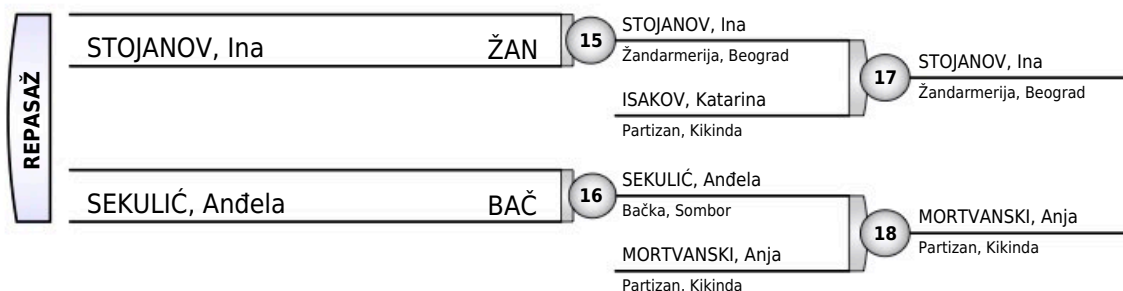 REPASAŽ
STOJANOV, Ina ŽAN
15
STOJANOV, Ina
Žandarmerija, Beograd
ISAKOV, Katarina
Partizan, Kikinda
17
STOJANOV, Ina
Žandarmerija, Beograd
SEKULIĆ, Anđela BAČ
16
SEKULIĆ, Anđela
Bačka, Sombor
MORTVANSKI, Anja
Partizan, Kikinda
18
MORTVANSKI, Anja
Partizan, Kikinda